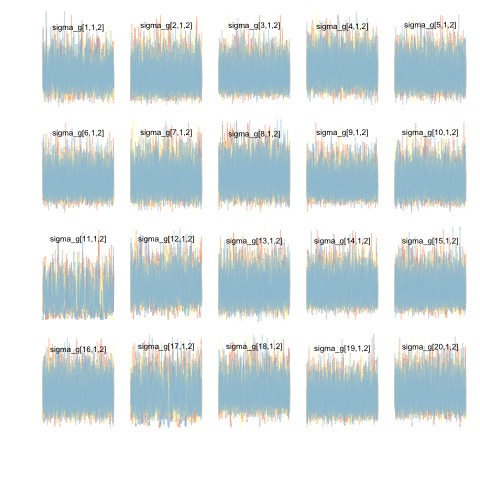 sigma_g[1,1,2]
sigma_g[2,1,2]
sigma_g[3,1,2]
sigma_g[4,1,2]
sigma_g[5,1,2]
sigma_g[6,1,2]
sigma_g[7,1,2]
sigma_g[8,1,2]
sigma_g[9,1,2]
sigma_g[10,1,2]
sigma_g[11,1,2]
sigma_g[12,1,2]
sigma_g[13,1,2]
sigma_g[14,1,2]
sigma_g[15,1,2]
sigma_g[16,1,2]
sigma_g[17,1,2]
sigma_g[18,1,2]
sigma_g[19,1,2]
sigma_g[20,1,2]